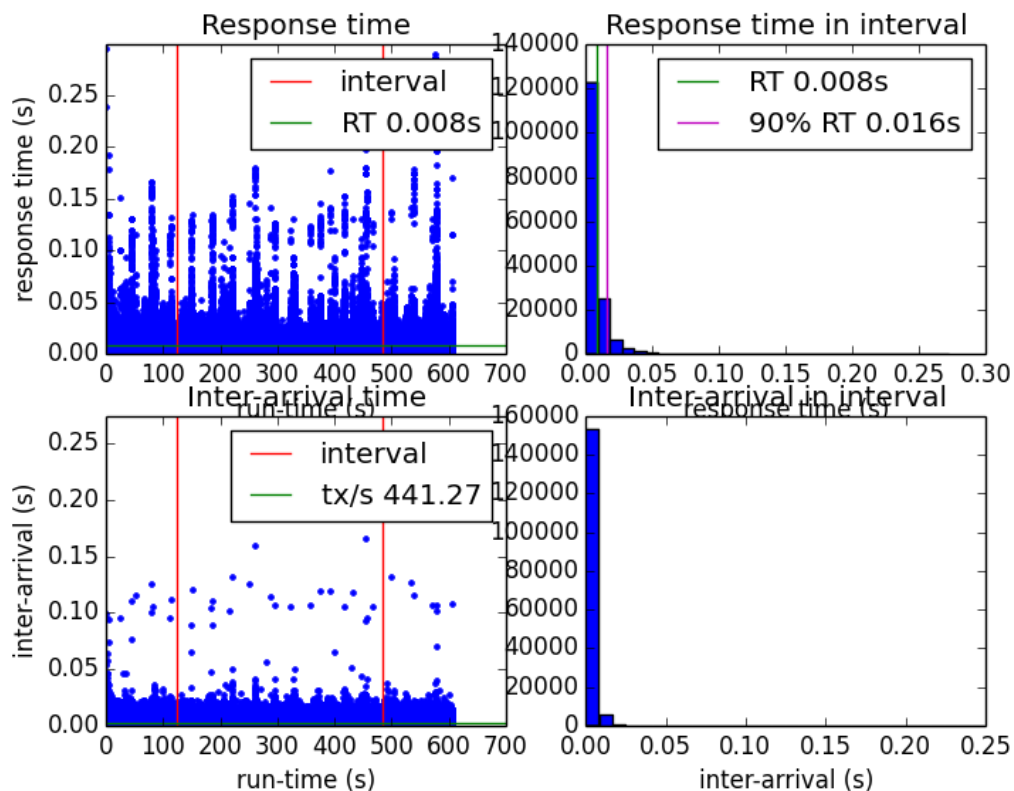 Response time
response time (s)
0.25
0.20
0.15
0.10
0.05
0.00
interval
RT 0.008s
0 100 200 300 400 500 600 700
run-time (s)
Response time in interval
140000
120000
100000
80000
60000
40000
20000
0
RT 0.008s
90% RT 0.016s
0.00 0.05 0.10 0.15 0.20 0.25 0.30
response time (s)
Inter-arrival time
inter-arrival (s)
0.25
0.20
0.15
0.10
0.05
0.00
interval
tx/s 441.27
0 100 200 300 400 500 600 700
run-time (s)
Inter-arrival in interval
160000
140000
120000
100000
80000
60000
40000
20000
0
0.00 0.05 0.10 0.15 0.20 0.25
inter-arrival (s)